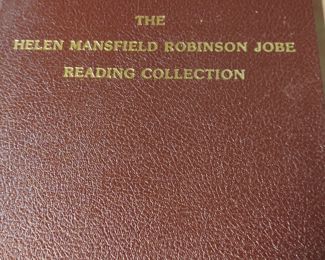 THE
HELEN MANSFIELD ROBINSON JOBE
READING COLLECTION